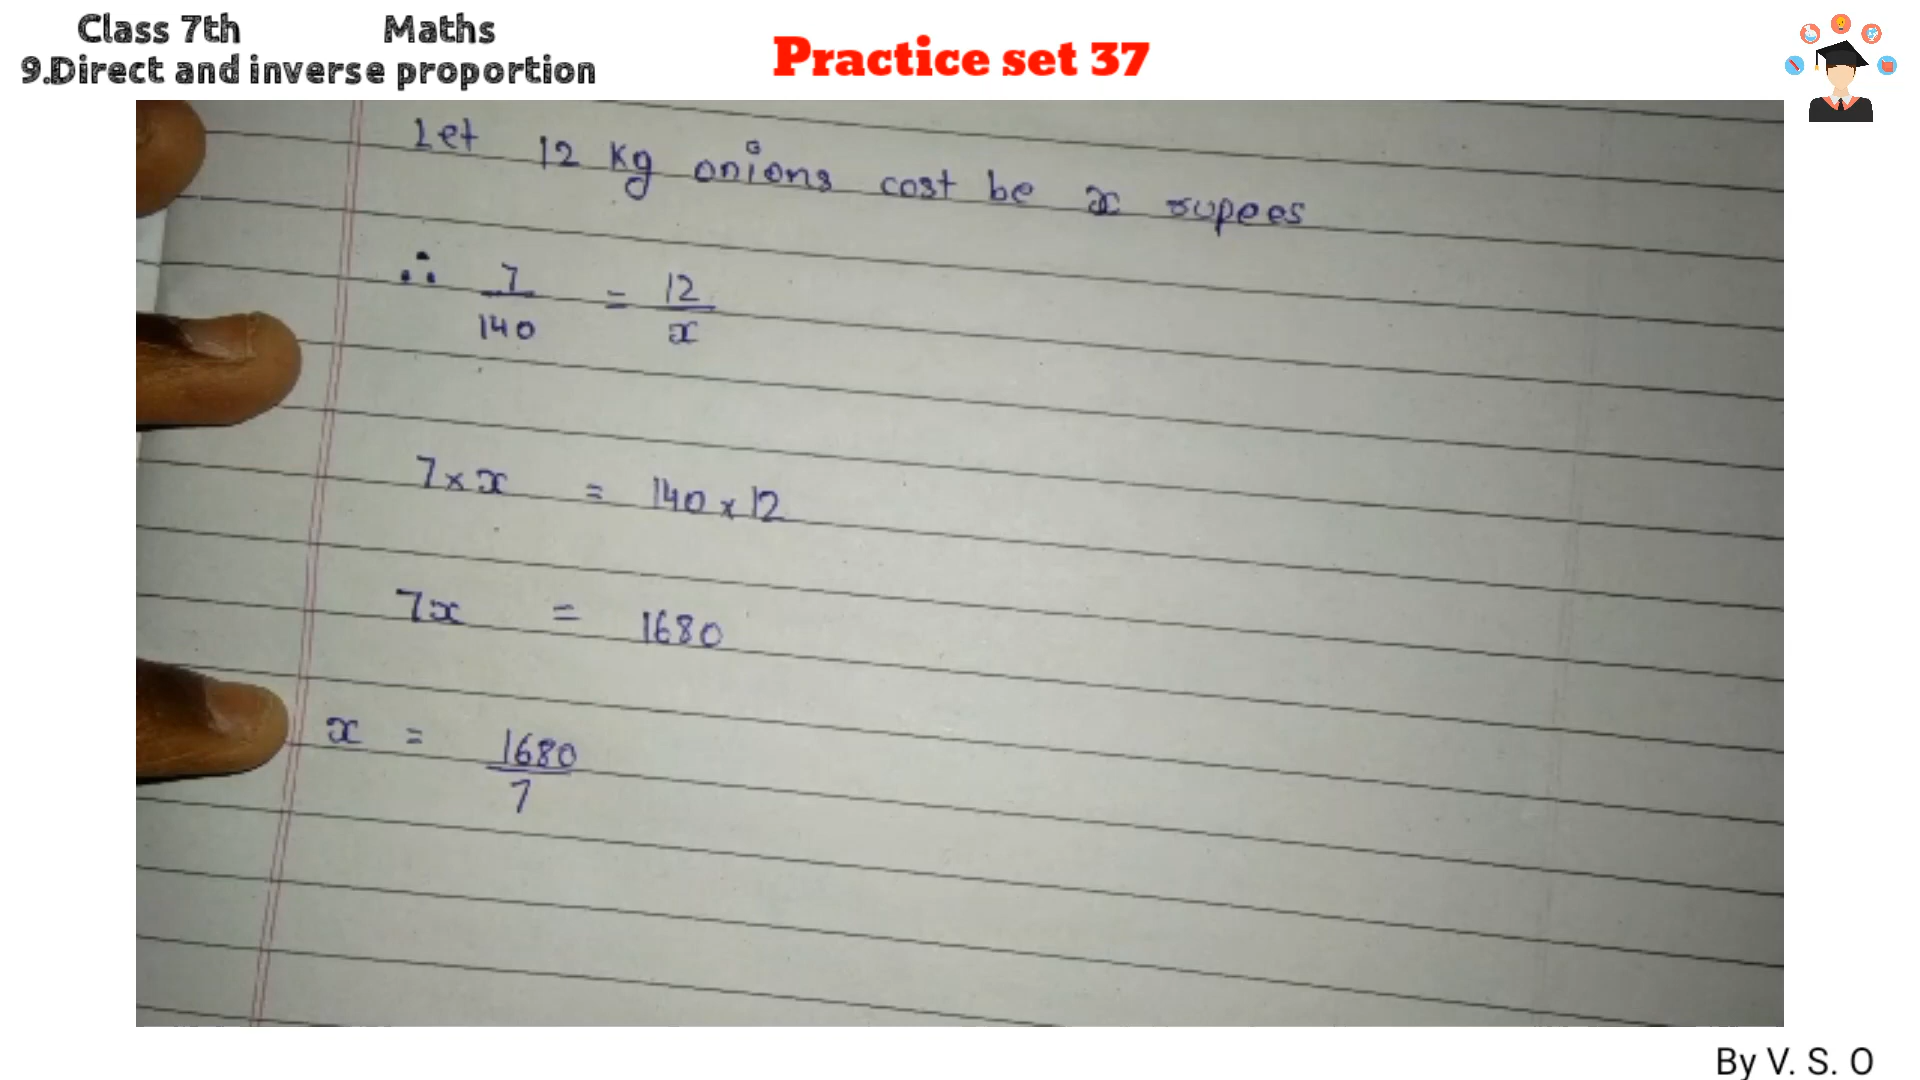 Class 7th Maths
9.Direct and inverse proportion
Practice set 37
Let 12 Kg onions cost be x rupees
∴ 7/140 = 12/x
7 × x = 140 × 12
7x = 1680
x = 1680/7
By V. S. O